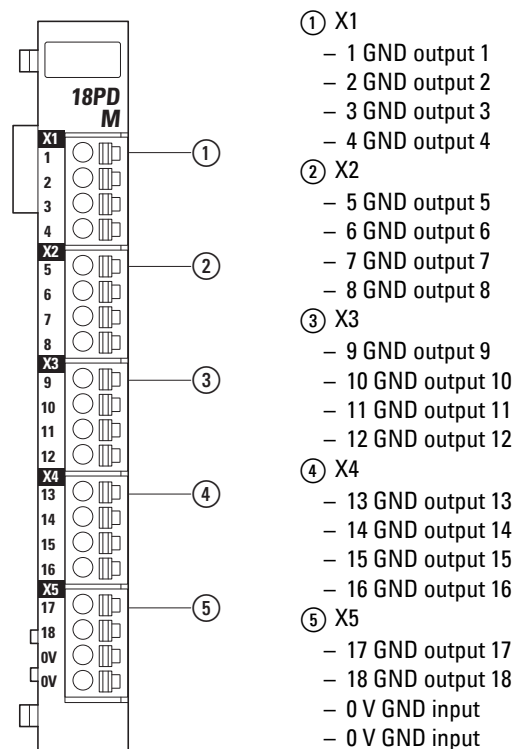 18PD
M
X1
1
2
3
4
X2
5
6
7
8
X3
9
10
11
12
X4
13
14
15
16
X5
17
18
0V
0V
①
②
③
④
⑤
① X1
– 1 GND output 1
– 2 GND output 2
– 3 GND output 3
– 4 GND output 4
② X2
– 5 GND output 5
– 6 GND output 6
– 7 GND output 7
– 8 GND output 8
③ X3
– 9 GND output 9
– 10 GND output 10
– 11 GND output 11
– 12 GND output 12
④ X4
– 13 GND output 13
– 14 GND output 14
– 15 GND output 15
– 16 GND output 16
⑤ X5
– 17 GND output 17
– 18 GND output 18
– 0 V GND input
– 0 V GND input